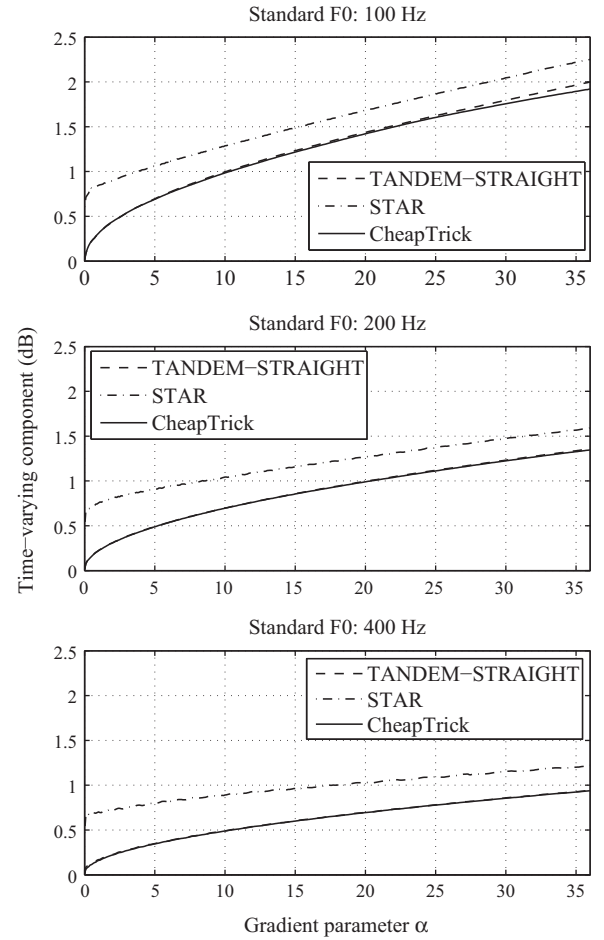 Standard F0: 100 Hz
2.5
2
1.5
1
0.5
0
TANDEM−STRAIGHT
STAR
CheapTrick
0 5 10 15 20 25 30 35
Time−varying component (dB)
Standard F0: 200 Hz
2.5
2
1.5
1
0.5
0
TANDEM−STRAIGHT
STAR
CheapTrick
0 5 10 15 20 25 30 35
Standard F0: 400 Hz
2.5
2
1.5
1
0.5
0
TANDEM−STRAIGHT
STAR
CheapTrick
0 5 10 15 20 25 30 35
Gradient parameter α